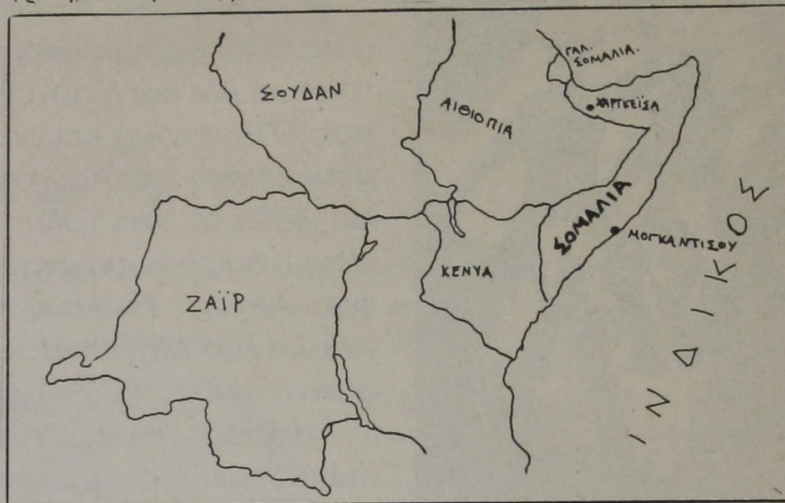 ΓΑΛ.
ΣΟΜΑΛΙΑ.
ΣΟΥΔΑΝ
ΑΙΘΙΟΠΙΑ
ΧΑΡΓΚΕΪΣΑ
ΣΟΜΑΛΙΑ
ΜΟΓΚΑΝΤΙΣΟΥ
ΚΕΝΥΑ
ΖΑΪΡ
ΙΝΔΙΚΟΣ